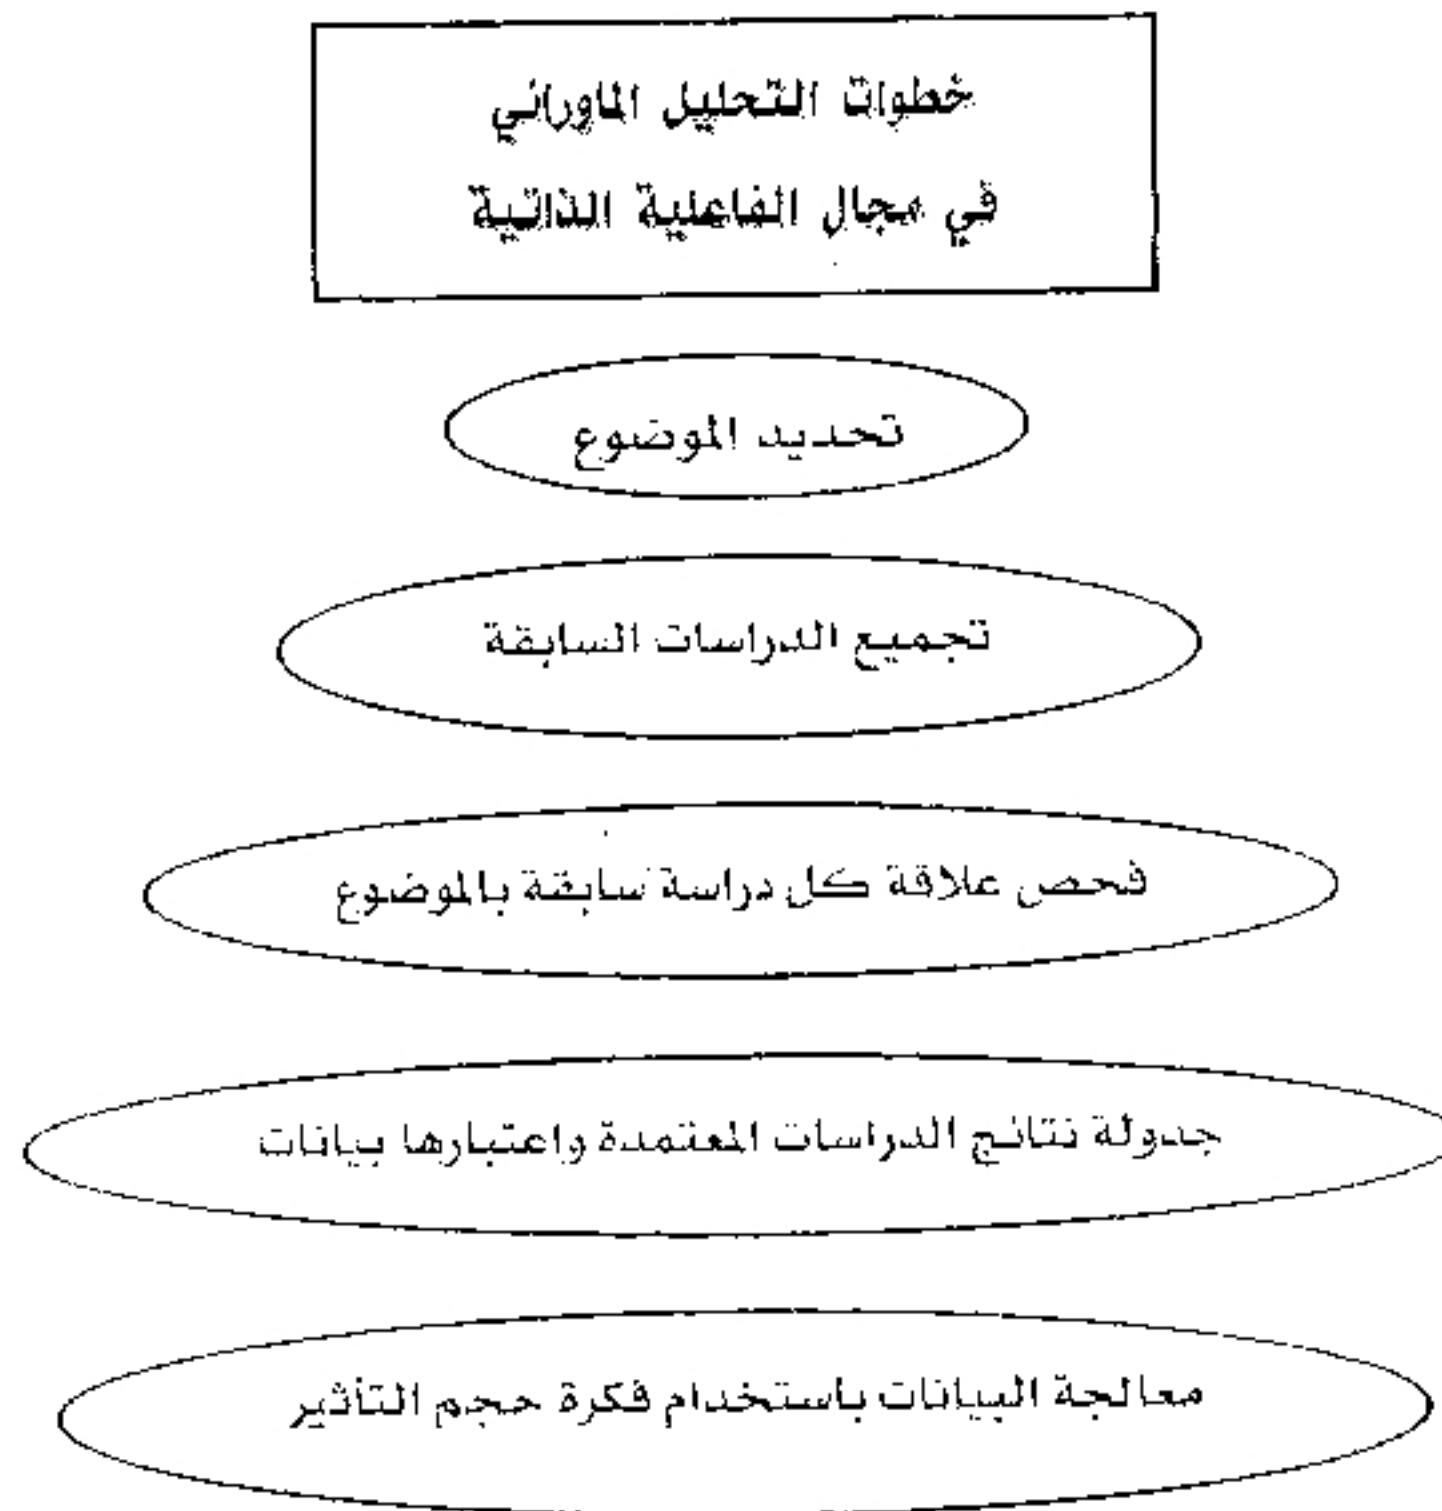 خطوات التحليل الماورائي
في مجال الفاعلية الذاتية
تحديد الموضوع
تجميع الدراسات السابقة
فحص علاقة كل دراسة سابقة بالموضوع
جدولة نتائج الدراسات المعتمدة واعتبارها بيانات
معالجة البيانات باستخدام فكرة حجم التأثير